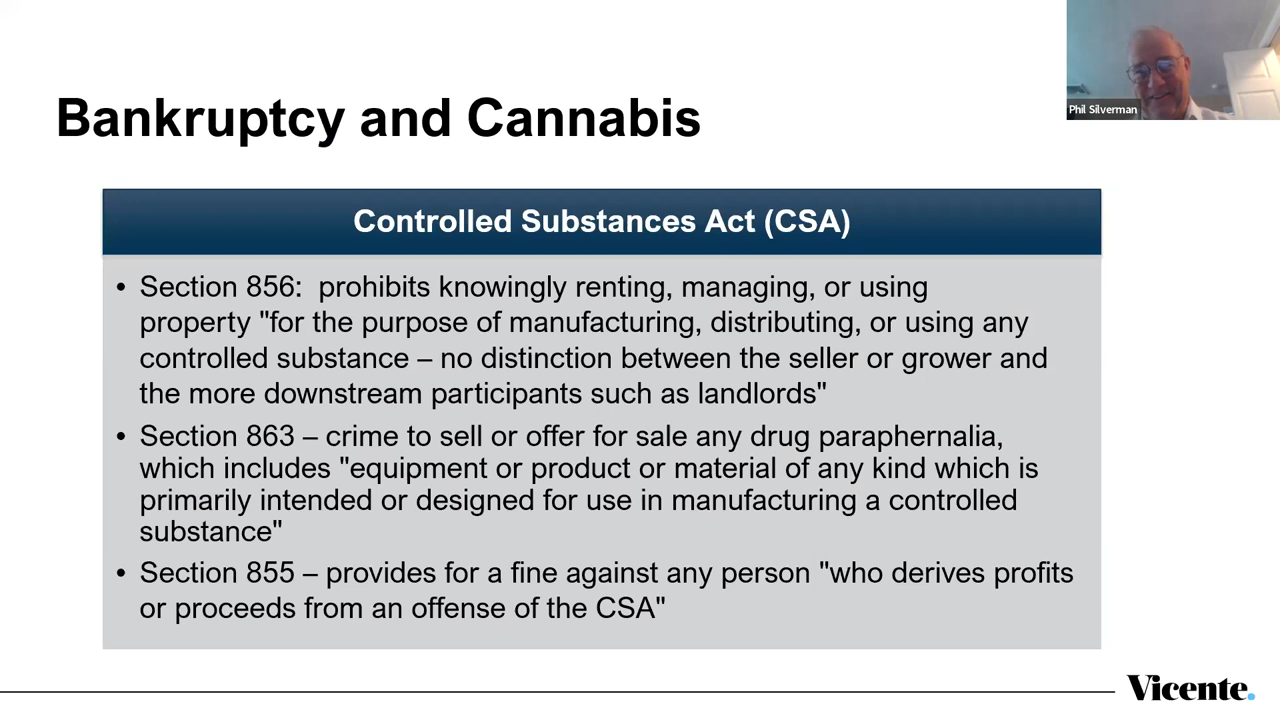 Phil Silverman
Bankruptcy and Cannabis
Controlled Substances Act (CSA)
• Section 856:  prohibits knowingly renting, managing, or using
property "for the purpose of manufacturing, distributing, or using any
controlled substance – no distinction between the seller or grower and
the more downstream participants such as landlords"
• Section 863 – crime to sell or offer for sale any drug paraphernalia,
which includes "equipment or product or material of any kind which is
primarily intended or designed for use in manufacturing a controlled
substance"
• Section 855 – provides for a fine against any person "who derives profits
or proceeds from an offense of the CSA"
Vicente.